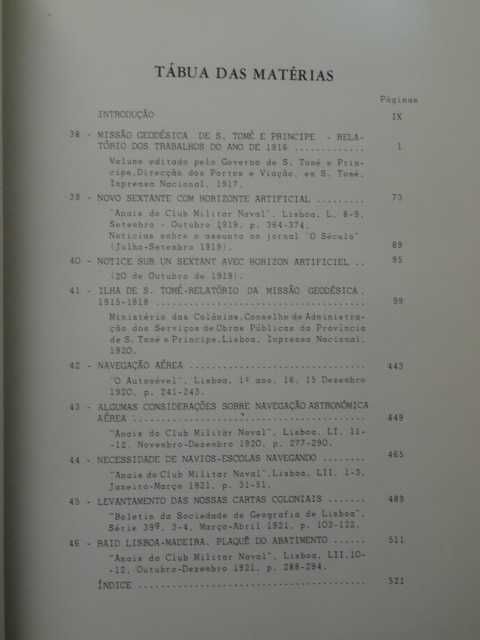 TÁBUA DAS MATÉRIAS
Páginas
INTRODUÇÃO IX
38 - MISSÃO GEODÉSICA DE S. TOMÉ E PRINCIPE - RELA-
TÓRIO DOS TRABALHOS DO ANO DE 1916 ............. 1
Volume editado pelo Governo de S. Tomé e Prin-
cipe, Direcção dos Portos e Viação, em S. Tomé,
Imprensa Nacional, 1917.
39 - NOVO SEXTANTE COM HORIZONTE ARTIFICIAL ......... 73
"Anais do Club Militar Naval", Lisboa, L, 8-9,
Setembro - Outubro 1919, p. 364-374.
Noticias sobre o assunto no jornal "O Século"
(Julho-Setembro 1919). 89
40 - NOTICE SUR UN SEXTANT AVEC HORIZON ARTIFICIEL .. 95
(20 de Outubro de 1919).
41 - ILHA DE S. TOMÉ-RELATÓRIO DA MISSÃO GEODÉSICA,
1915-1918 .................................. 99
Ministério das Colónias, Conselho de Administra-
ção dos Serviços de Obras Públicas da Província
de S. Tomé e Principe, Lisboa, Imprensa Nacional,
1920.
42 - NAVEGAÇÃO AÉREA ............................ 443
"O Automóvel", Lisboa, 1º ano, 16, 15 Dezembro
1920, p. 241-243.
43 - ALGUMAS CONSIDERAÇÕES SOBRE NAVEGAÇÃO ASTRONÓMICA
AÉREA ...................................... 449
"Anais do Club Militar Naval", Lisboa, LI, 11-
-12, Novembro-Dezembro 1920, p. 277-290.
44 - NECESSIDADE DE NAVIOS-ESCOLAS NAVEGANDO ........ 465
"Anais do Club Militar Naval", Lisboa, LII, 1-3,
Janeiro-Março 1921, p. 31-51.
45 - LEVANTAMENTO DAS NOSSAS CARTAS COLONIAIS ....... 489
"Boletim da Sociedade de Geografia de Lisboa",
Série 39ª, 3-4, Março-Abril 1921, p. 103-122.
46 - RAID LISBOA-MADEIRA. PLAQUÊ DO ABATIMENTO ...... 511
"Anais do Club Militar Naval", Lisboa, LII, 10-
-12, Outubro-Dezembro 1921, p. 288-294.
ÍNDICE ...................................... 521